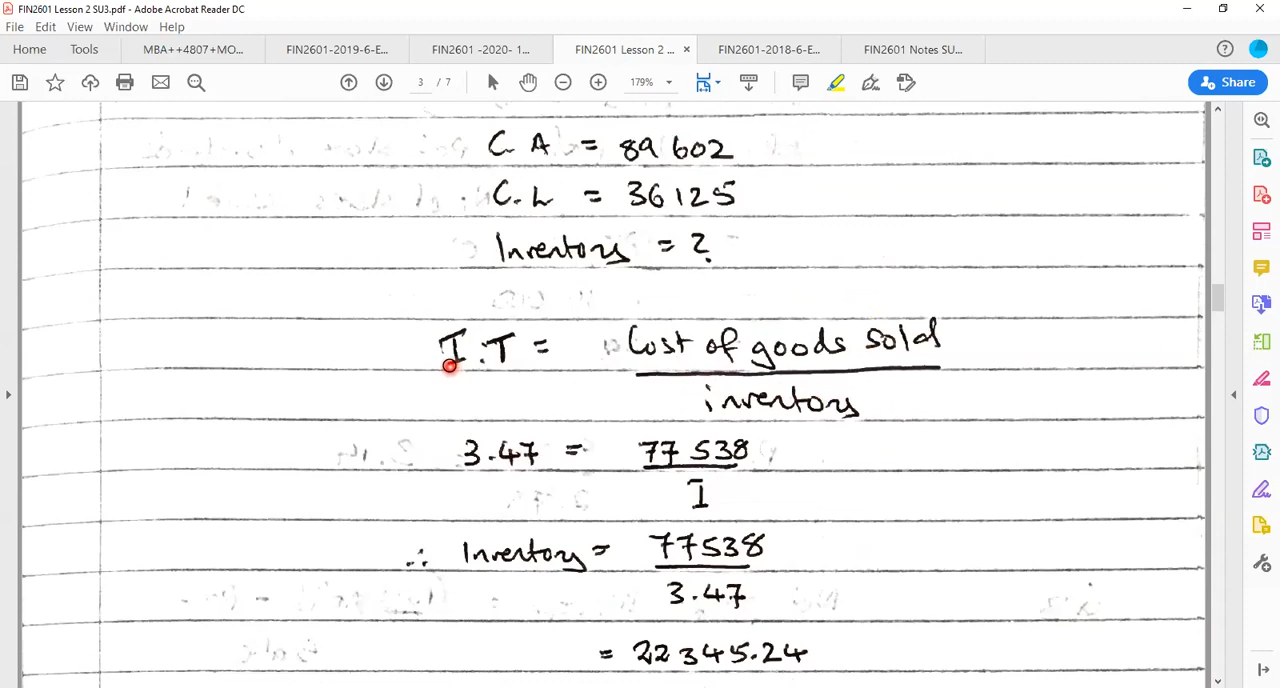 FIN2601 Lesson 2 SU3.pdf - Adobe Acrobat Reader DC
File Edit View Window Help
Home Tools MBA++4807+MO... FIN2601-2019-6-E... FIN2601 -2020- 1... FIN2601 Lesson 2 ... × FIN2601-2018-6-E... FIN2601 Notes SU...
3 / 7 179% Share
C A = 89 602
C.L = 36125
Inventory = ?
I.T = Cost of goods sold
inventory
3.47 = 77 538
I
∴ Inventory = 77538
3.47
= 22 345.24